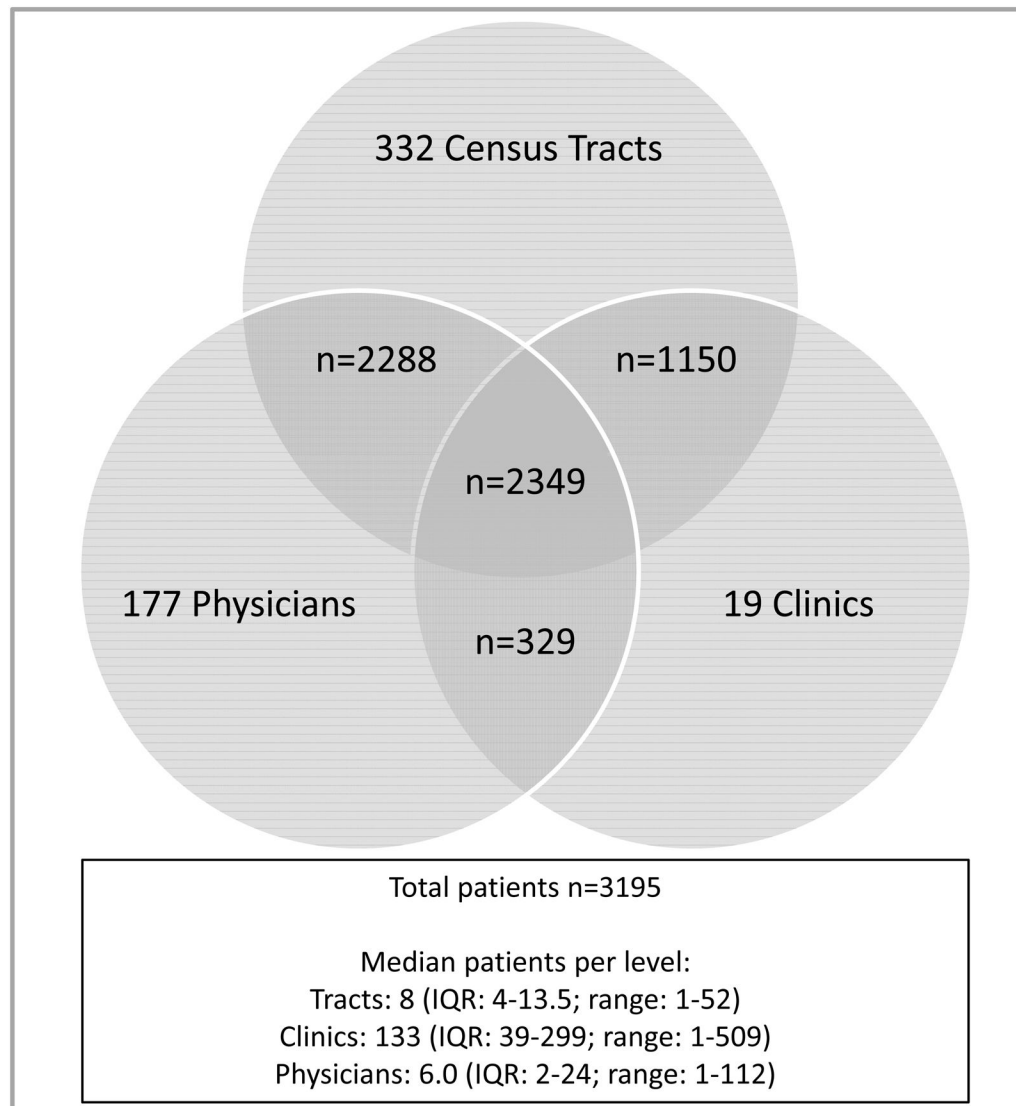 332 Census Tracts
n=2288
n=1150
n=2349
177 Physicians
19 Clinics
n=329
Total patients n=3195
Median patients per level:
Tracts: 8 (IQR: 4-13.5; range: 1-52)
Clinics: 133 (IQR: 39-299; range: 1-509)
Physicians: 6.0 (IQR: 2-24; range: 1-112)